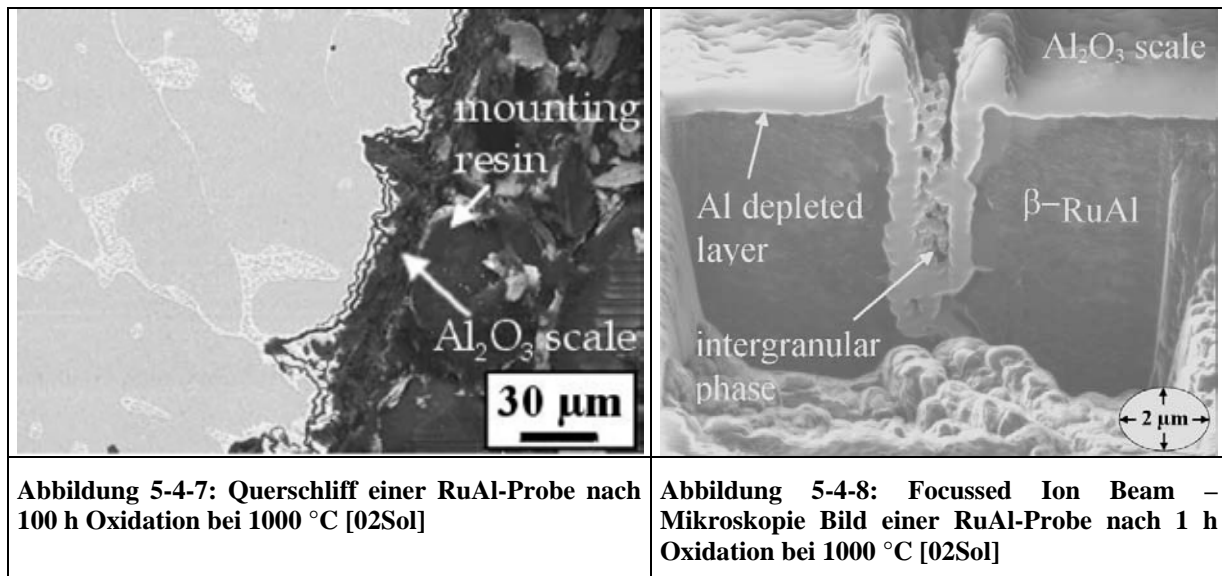 mounting
resin
Al₂O₃ scale
30 µm
Al₂O₃ scale
Al depleted
layer
β–RuAl
intergranular
phase
2 µm
Abbildung 5-4-7: Querschliff einer RuAl-Probe nach
100 h Oxidation bei 1000 °C [02Sol]
Abbildung 5-4-8: Focussed Ion Beam –
Mikroskopie Bild einer RuAl-Probe nach 1 h
Oxidation bei 1000 °C [02Sol]